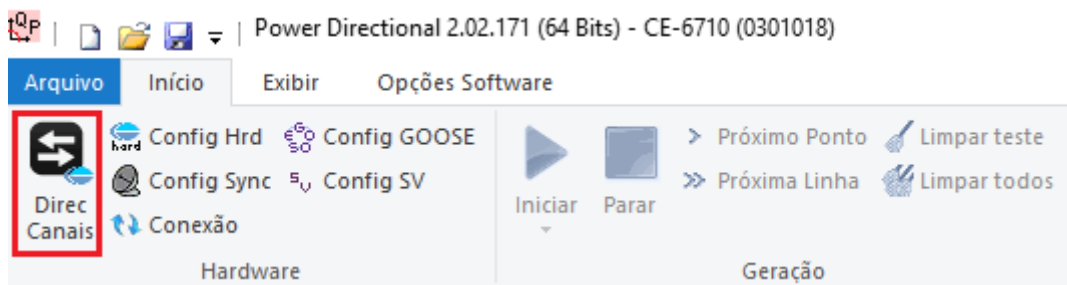 Power Directional 2.02.171 (64 Bits) - CE-6710 (0301018)
Arquivo Início Exibir Opções Software
Config Hrd Config GOOSE Próximo Ponto Limpar teste
Config Sync Config SV Próxima Linha Limpar todos
Direc Canais Conexão Iniciar Parar
Hardware Geração